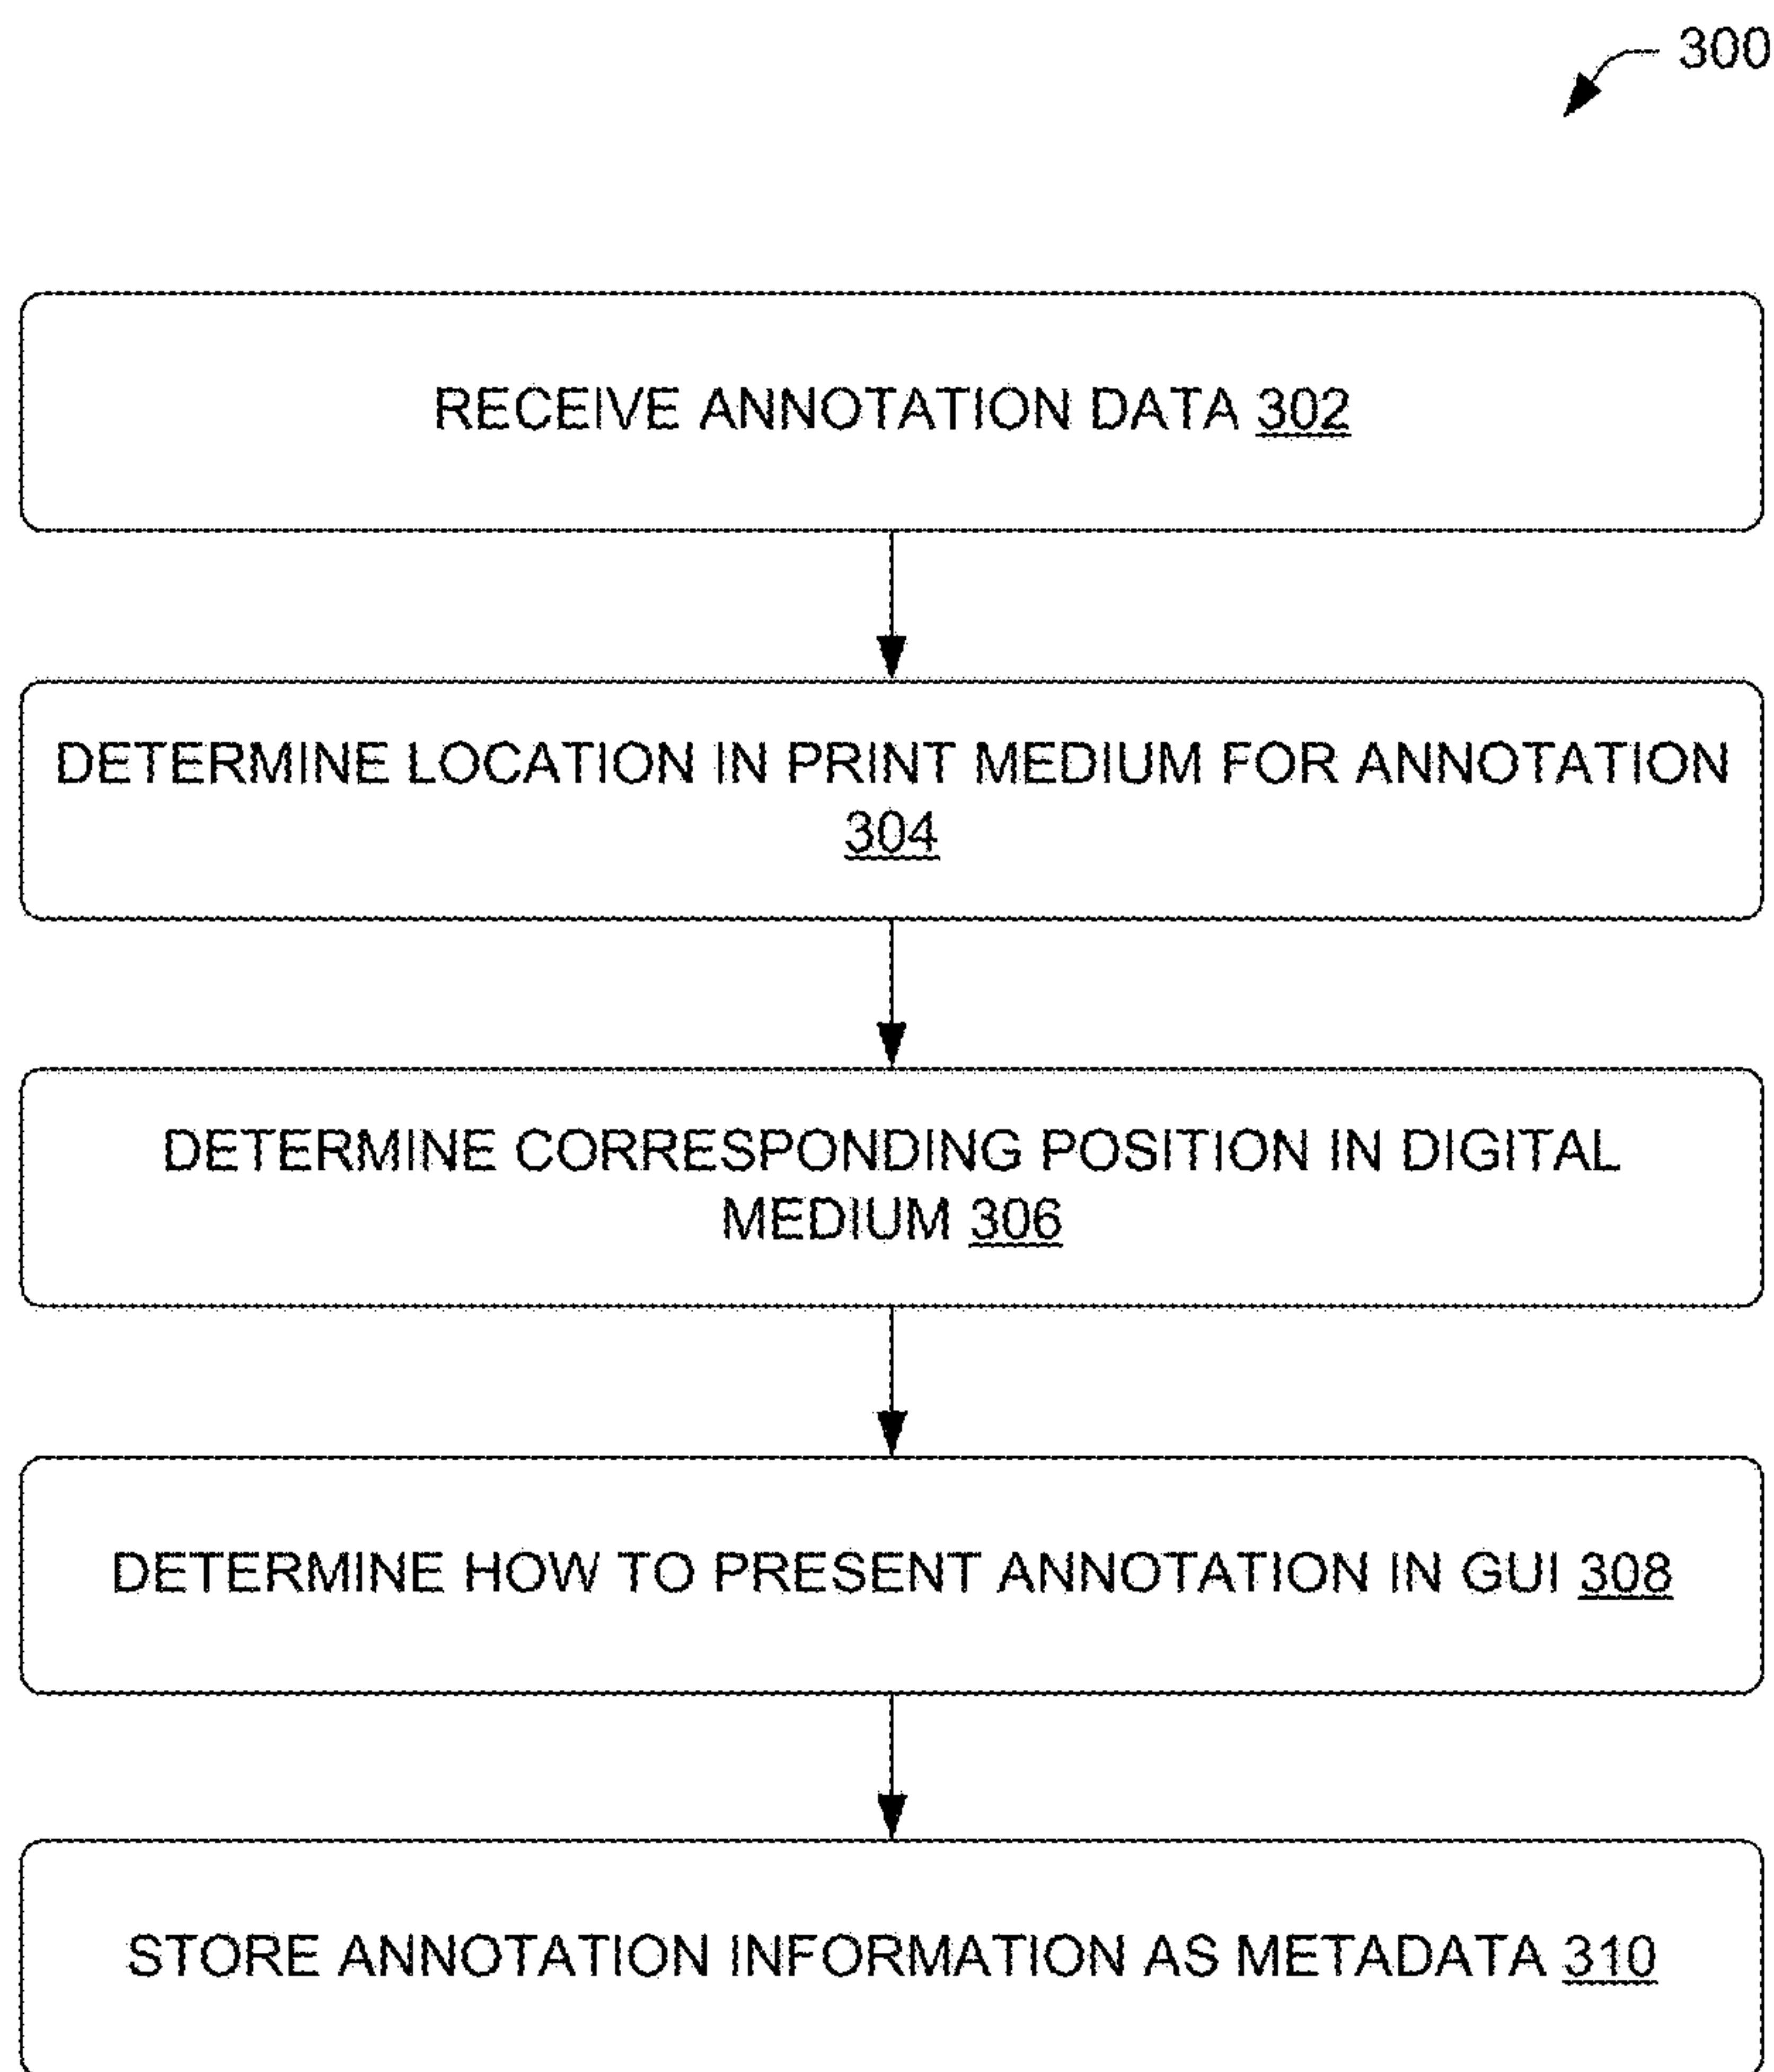 300
RECEIVE ANNOTATION DATA 302
DETERMINE LOCATION IN PRINT MEDIUM FOR ANNOTATION
304
DETERMINE CORRESPONDING POSITION IN DIGITAL
MEDIUM 306
DETERMINE HOW TO PRESENT ANNOTATION IN GUI 308
STORE ANNOTATION INFORMATION AS METADATA 310